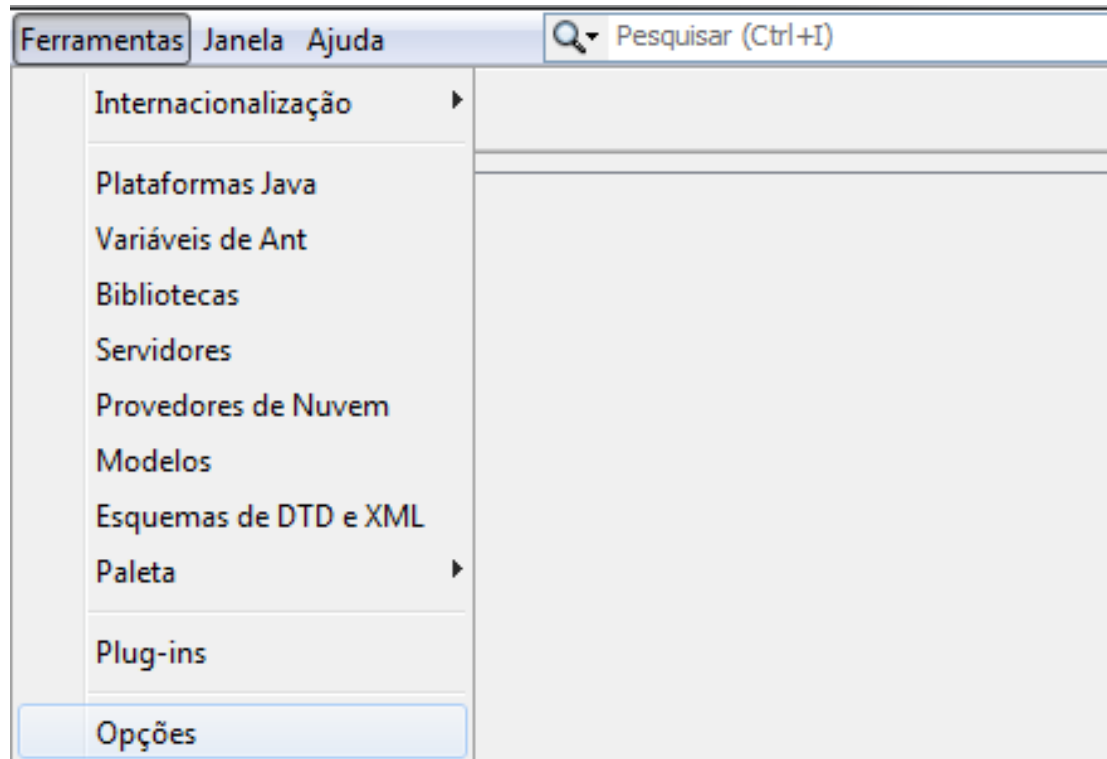 Ferramentas Janela Ajuda Pesquisar (Ctrl+I)
Internacionalização
Plataformas Java
Variáveis de Ant
Bibliotecas
Servidores
Provedores de Nuvem
Modelos
Esquemas de DTD e XML
Paleta
Plug-ins
Opções